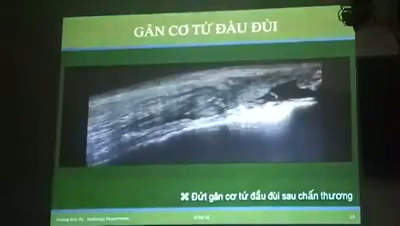 GÂN CƠ TỨ ĐẦU ĐÙI
⌘ Đứt gân cơ tứ đầu đùi sau chấn thương